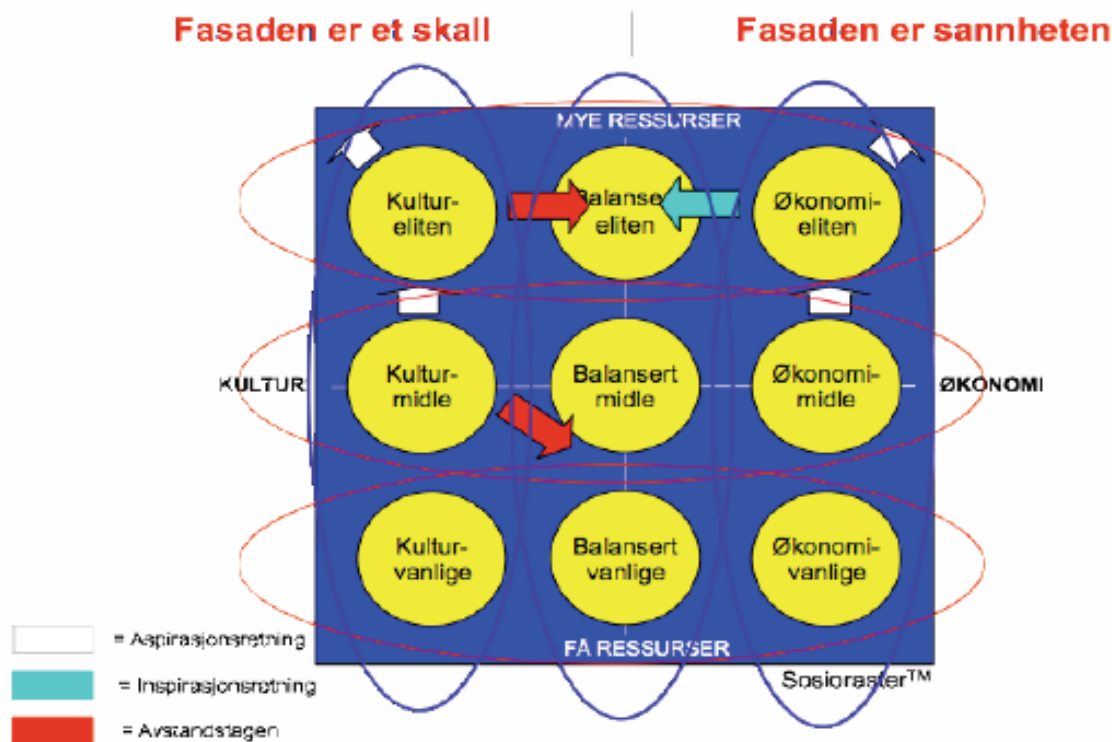 Fasaden er et skall
Fasaden er sannheten
MYE RESSURSER
Kultur-
eliten
Balansert
eliten
Økonomi-
eliten
KULTUR
Kultur-
midle
Balansert
midle
Økonomi-
midle
ØKONOMI
Kultur-
vanlige
Balansert
vanlige
Økonomi-
vanlige
FÅ RESSURSER
Sosioraster™
= Aspirasjonsretning
= Inspirasjonsretning
= Avstandstagen